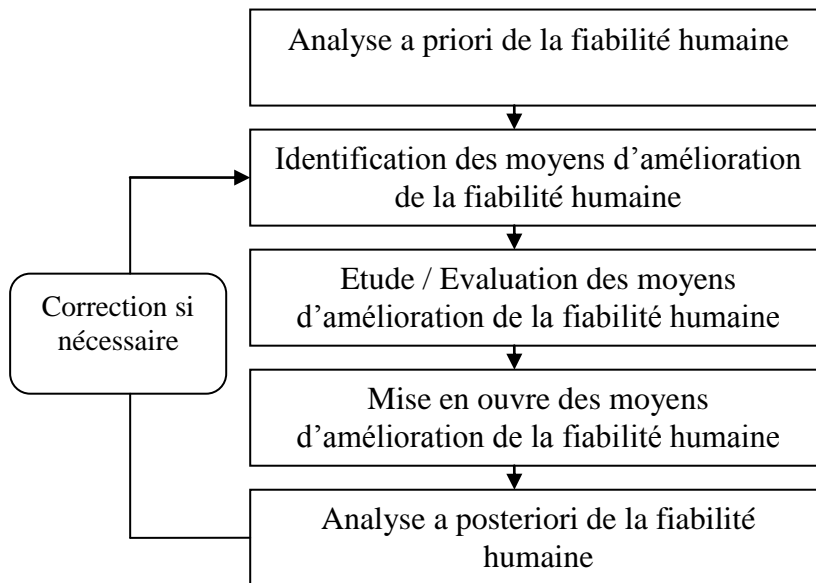 Analyse a priori de la fiabilité humaine
Identification des moyens d’amélioration
de la fiabilité humaine
Etude / Evaluation des moyens
d’amélioration de la fiabilité humaine
Correction si
nécessaire
Mise en ouvre des moyens
d’amélioration de la fiabilité humaine
Analyse a posteriori de la fiabilité
humaine